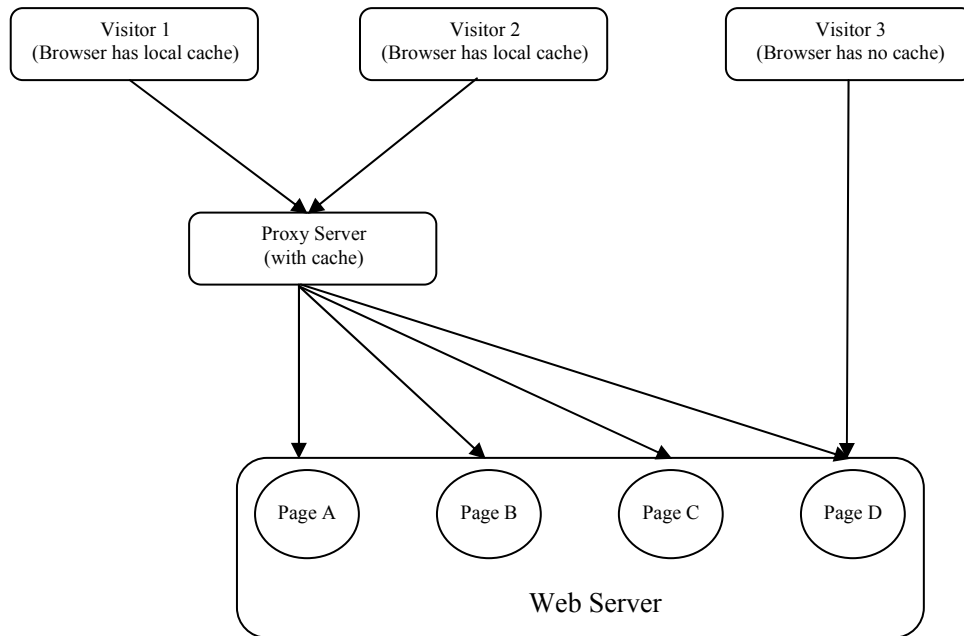 Visitor 1
(Browser has local cache)
Visitor 2
(Browser has local cache)
Visitor 3
(Browser has no cache)
Proxy Server
(with cache)
Page A
Page B
Page C
Page D
Web Server